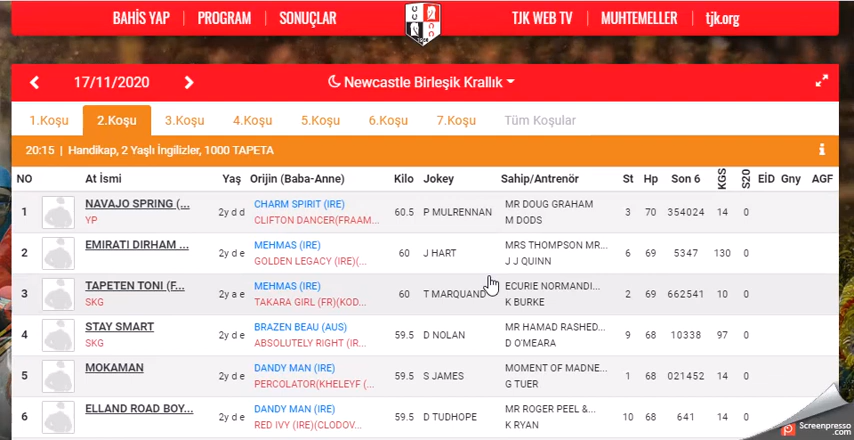 BAHİS YAP | PROGRAM | SONUÇLAR TJK WEB TV | MUHTEMELLER | tjk.org
17/11/2020 Newcastle Birleşik Krallık
1.Koşu 2.Koşu 3.Koşu 4.Koşu 5.Koşu 6.Koşu 7.Koşu Tüm Koşular
20:15 | Handikap, 2 Yaşlı İngilizler, 1000 TAPETA
NO At İsmi Yaş Orijin (Baba-Anne) Kilo Jokey Sahip/Antrenör St Hp Son 6 KGS S20 EİD Gny AGF
1 NAVAJO SPRING (... 2y d d CHARM SPIRIT (IRE) 60.5 P MULRENNAN MR DOUG GRAHAM 3 70 354024 14 0
YP CLIFTON DANCER(FRAAM... M DODS
2 EMIRATI DIRHAM ... 2y d e MEHMAS (IRE) 60 J HART MRS THOMPSON MR... 6 69 5347 130 0
GOLDEN LEGACY (IRE)(... J J QUINN
3 TAPETEN TONI (F... 2y a e MEHMAS (IRE) 60 T MARQUAND ECURIE NORMANDI... 2 69 662541 10 0
SKG TAKARA GIRL (FR)(KOD... K BURKE
4 STAY SMART 2y d e BRAZEN BEAU (AUS) 59.5 D NOLAN MR HAMAD RASHED... 9 68 10338 97 0
SKG ABSOLUTELY RIGHT (IR... D O'MEARA
5 MOKAMAN 2y d e DANDY MAN (IRE) 59.5 S JAMES MOMENT OF MADNE... 1 68 021452 14 0
PERCOLATOR(KHELEYF (... G TUER
6 ELLAND ROAD BOY... 2y d e DANDY MAN (IRE) 59.5 D TUDHOPE MR ROGER PEEL &... 10 68 641 14 0
RED IVY (IRE)(CLODOV... K RYAN
Screenpresso
.com